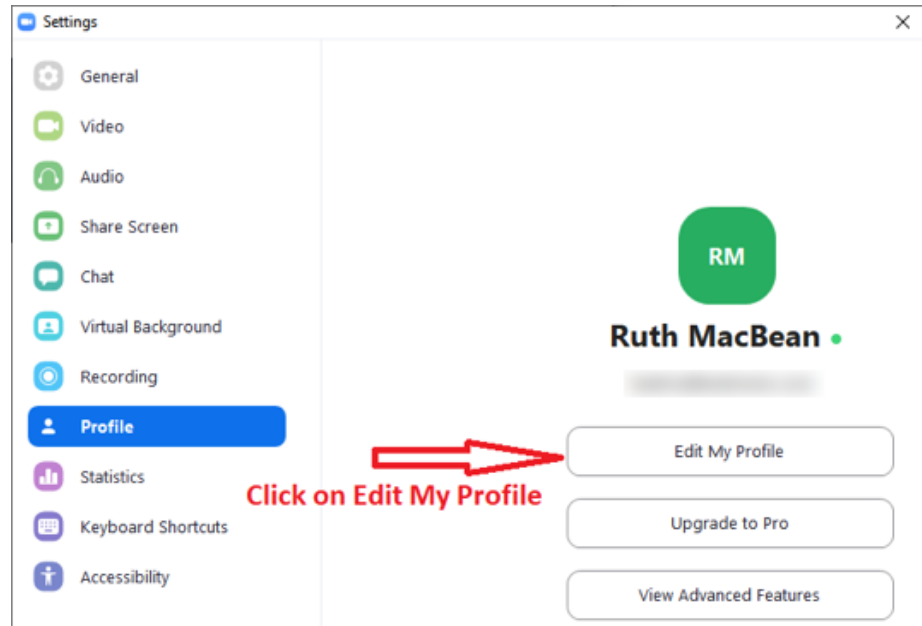 Settings
General
Video
Audio
Share Screen
Chat
Virtual Background
Recording
Profile
Statistics
Keyboard Shortcuts
Accessibility
RM
Ruth MacBean
Edit My Profile
Click on Edit My Profile
Upgrade to Pro
View Advanced Features